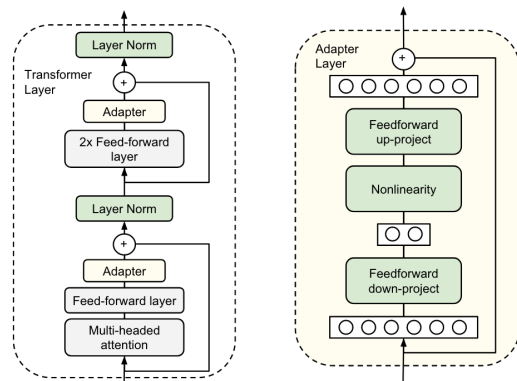 Layer Norm
Transformer
Layer
+
Adapter
2x Feed-forward
layer
Layer Norm
+
Adapter
Feed-forward layer
Multi-headed
attention
Adapter
Layer
+
Feedforward
up-project
Nonlinearity
Feedforward
down-project